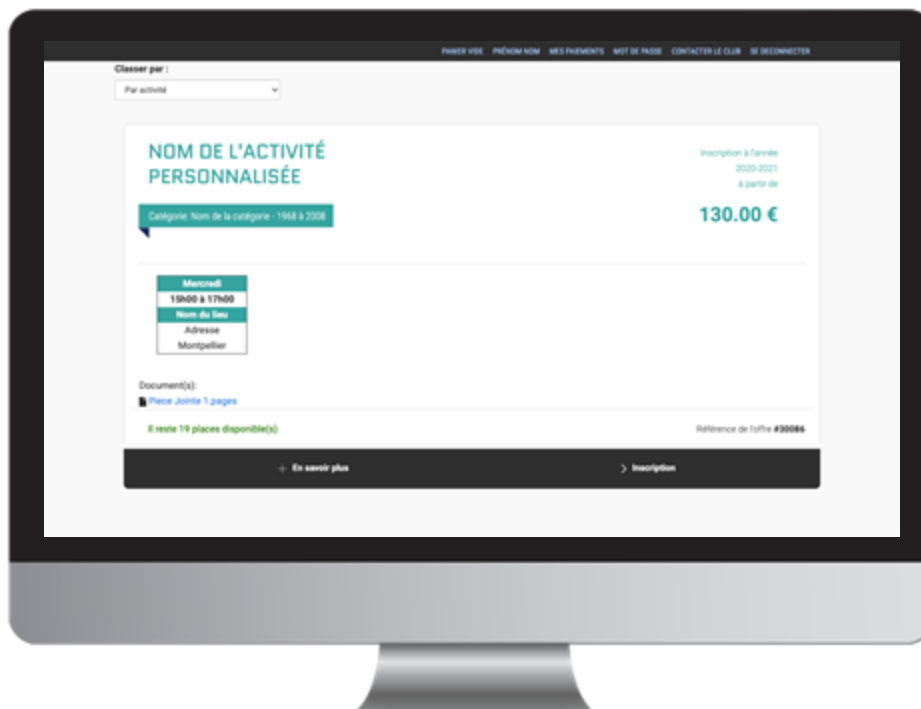 PANIER VIDE PRÉNOM NOM MES PAIEMENTS MOT DE PASSE CONTACTER LE CLUB SE DECONNECTER
Classer par :
Par activité
NOM DE L'ACTIVITÉ
PERSONNALISÉE
Inscription à l'année
2020-2021
à partir de
130.00 €
Catégorie: Nom de la catégorie - 1968 à 2008
Mercredi
15h00 à 17h00
Nom du lieu
Adresse
Montpellier
Document(s):
Piece Jointe 1.pages
Il reste 19 places disponible(s)
Référence de l'offre #30086
+ En savoir plus
> Inscription